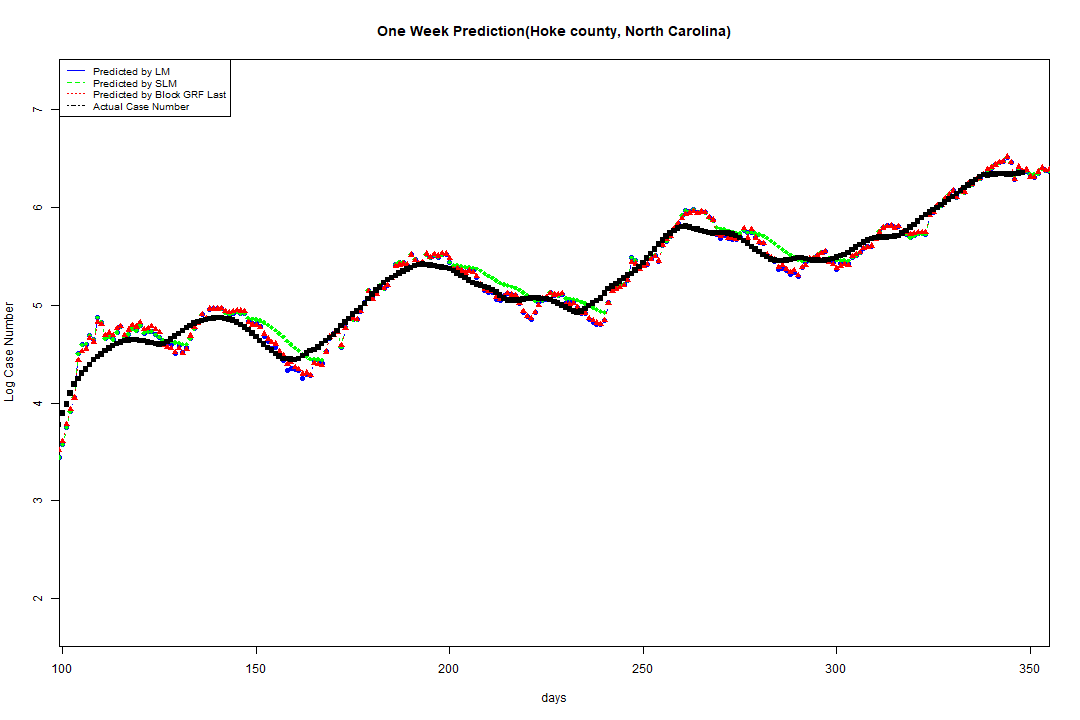 One Week Prediction(Hoke county, North Carolina)
Predicted by LM
Predicted by SLM
Predicted by Block GRF Last
Actual Case Number
Log Case Number
7
6
5
4
3
2
100 150 200 250 300 350
days